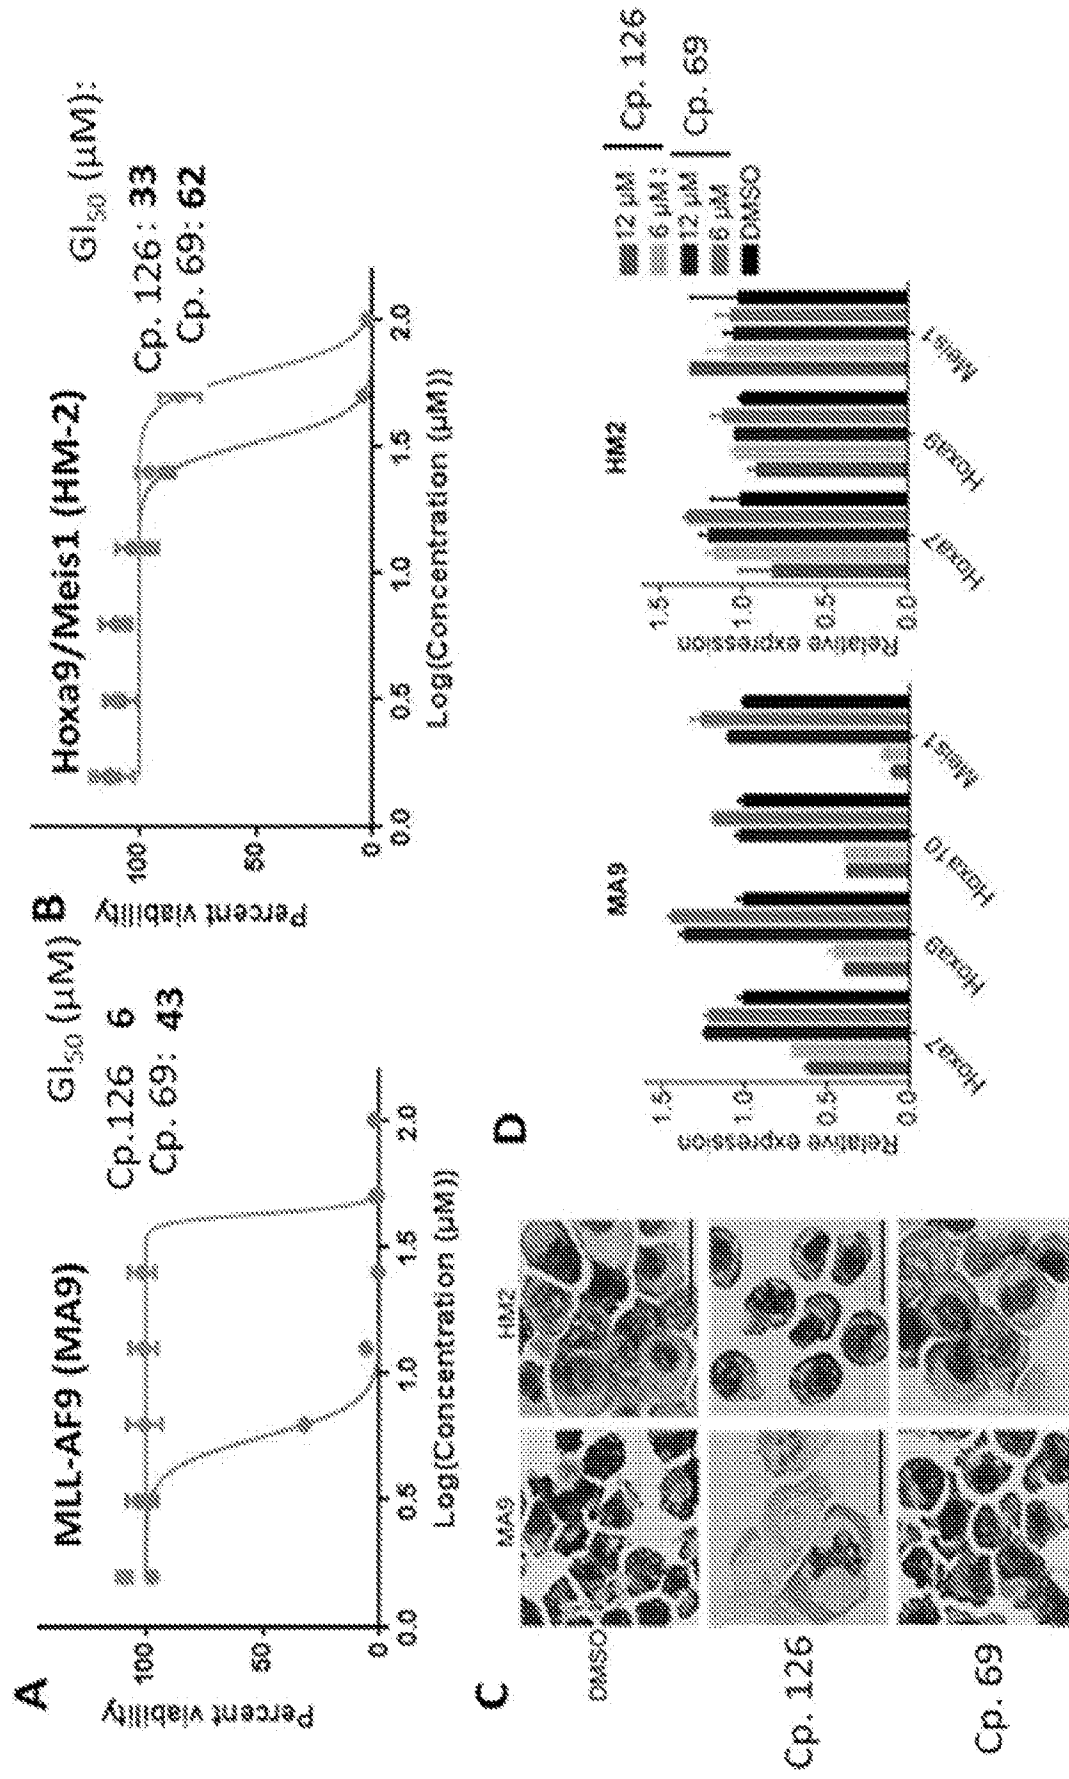 A
MLL-AF9 (MA9)
GI50 (µM)
Cp.126 6
Cp. 69: 43
Percent viability
100
50
0
0.0 0.5 1.0 1.5 2.0
Log(Concentration (µM))
B
Hoxa9/Meis1 (HM-2)
GI50 (µM):
Cp. 126: 33
Cp. 69: 62
Percent viability
100
50
0
0.0 0.5 1.0 1.5 2.0
Log(Concentration (µM))
C
MA9 HM2
DMSO
Cp. 126
Cp. 69
D
MA9
Relative expression
1.5
1.0
0.5
0.0
Hoxa7 Hoxa9 Hoxa10 Meis1
HM2
Relative expression
1.5
1.0
0.5
0.0
Hoxa7 Hoxa9 Meis1
12 µM
6 µM :
Cp. 126
12 µM
6 µM
Cp. 69
DMSO